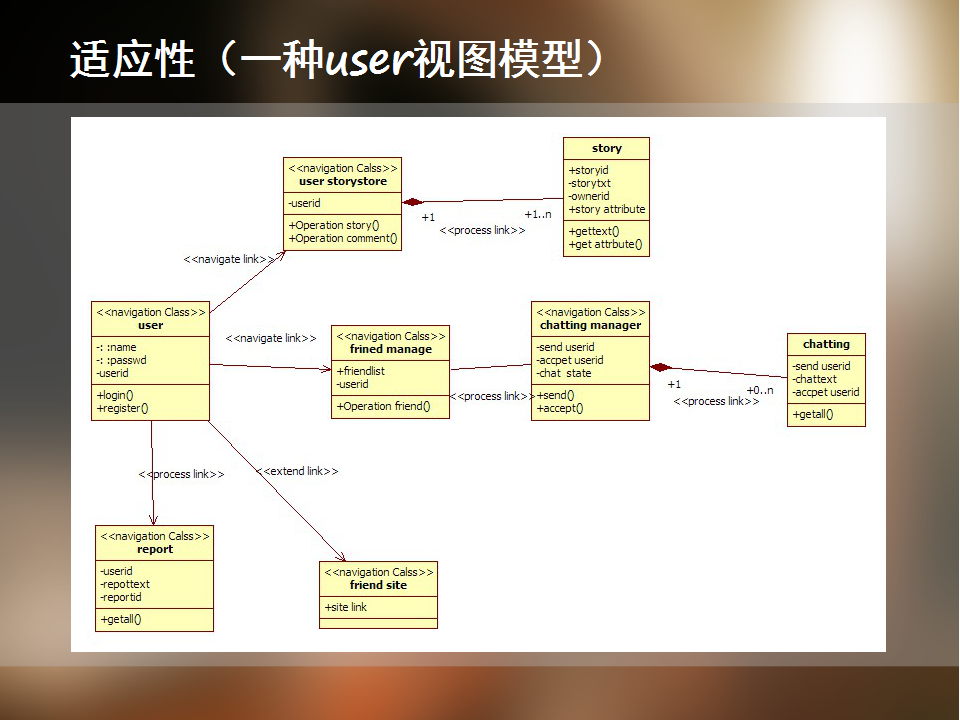 适应性（一种user视图模型）
<<navigation Calss>>
user storystore
-userid
+Operation story()
+Operation comment()
+1
+1..n
<<process link>>
story
+storyid
-storytxt
-ownerid
+story attribute
+gettext()
+get attrbute()
<<navigate link>>
<<navigation Class>>
user
-: :name
-: :passwd
-userid
+login()
+register()
<<navigate link>>
<<navigation Calss>>
frined manage
+friendlist
-userid
+Operation friend()
<<process link>>
<<navigation Calss>>
chatting manager
-send userid
-accpet userid
-chat state
+send()
+accept()
+1
+0..n
<<process link>>
chatting
-send userid
-chattext
-accpet userid
+getall()
<<process link>>
<<extend link>>
<<navigation Calss>>
report
-userid
-repottext
-reportid
+getall()
<<navigation Calss>>
friend site
+site link